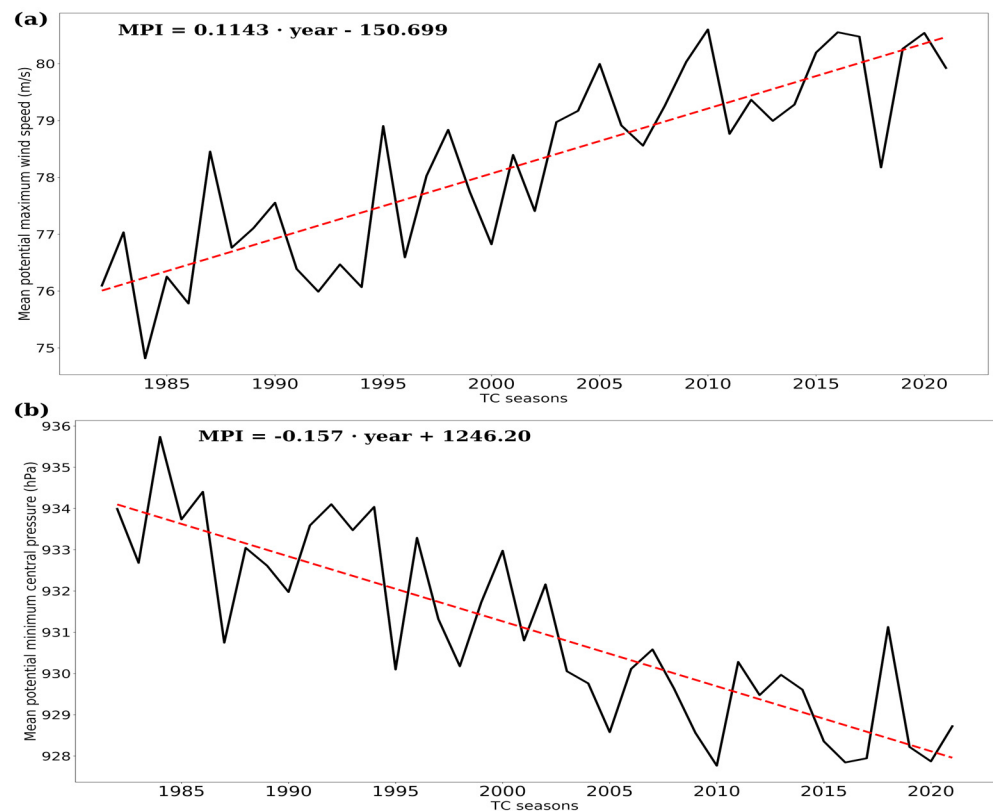 (a)
MPI = 0.1143 · year - 150.699
Mean potential maximum wind speed (m/s)
80
79
78
77
76
75
1985 1990 1995 2000 2005 2010 2015 2020
TC seasons
(b)
MPI = -0.157 · year + 1246.20
Mean potential minimum central pressure (hPa)
936
935
934
933
932
931
930
929
928
1985 1990 1995 2000 2005 2010 2015 2020
TC seasons